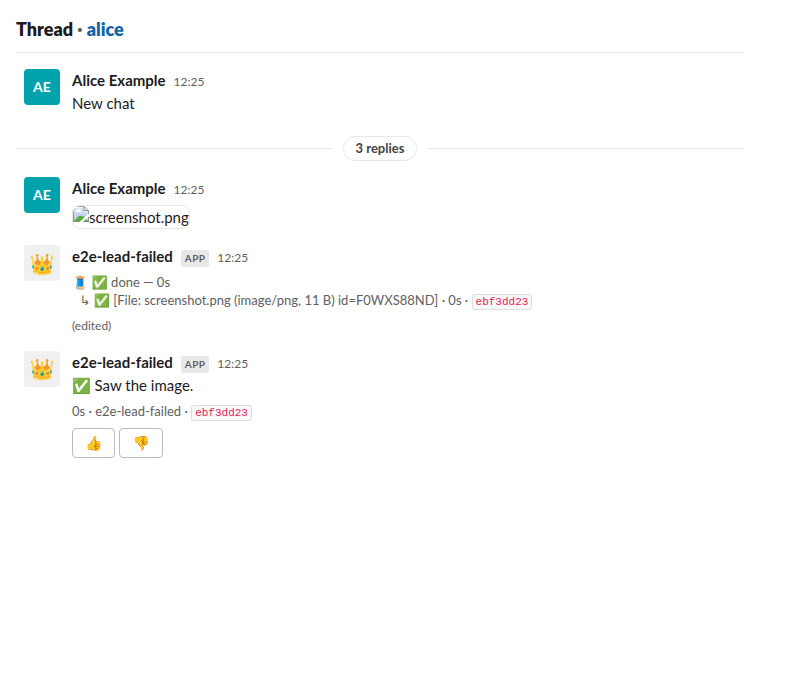 Thread • alice
AE
Alice Example 12:25
New chat
3 replies
AE
Alice Example 12:25
screenshot.png
e2e-lead-failed APP 12:25
🧵 ✅ done — 0s
↳ ✅ [File: screenshot.png (image/png, 11 B) id=F0WXS88ND] · 0s · ebf3dd23
(edited)
e2e-lead-failed APP 12:25
✅ Saw the image.
0s · e2e-lead-failed · ebf3dd23
👍 👎